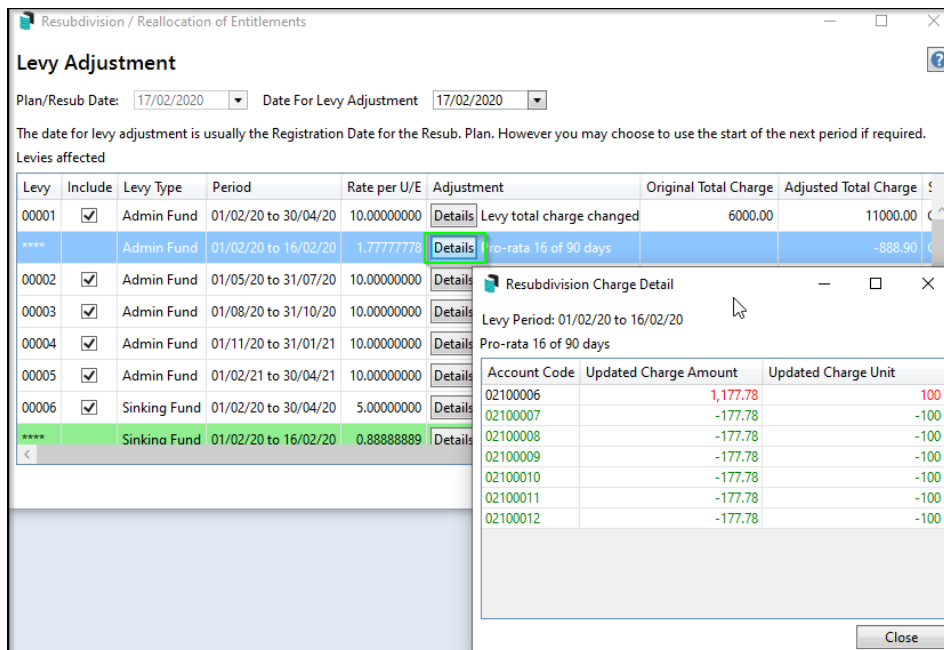 Resubdivision / Reallocation of Entitlements
Levy Adjustment
?
Plan/Resub Date: 17/02/2020 Date For Levy Adjustment 17/02/2020
The date for levy adjustment is usually the Registration Date for the Resub. Plan. However you may choose to use the start of the next period if required.
Levies affected
Levy Include Levy Type Period Rate per U/E Adjustment Original Total Charge Adjusted Total Charge
00001 Admin Fund 01/02/20 to 30/04/20 10.00000000 Details Levy total charge changed 6000.00 11000.00
**** Admin Fund 01/02/20 to 16/02/20 1.77777778 Details Pro-rata 16 of 90 days -888.90
00002 Admin Fund 01/05/20 to 31/07/20 10.00000000 Details
00003 Admin Fund 01/08/20 to 31/10/20 10.00000000 Details
00004 Admin Fund 01/11/20 to 31/01/21 10.00000000 Details
00005 Admin Fund 01/02/21 to 30/04/21 10.00000000 Details
00006 Sinking Fund 01/02/20 to 30/04/20 5.00000000 Details
**** Sinking Fund 01/02/20 to 16/02/20 0.88888889 Details
Resubdivision Charge Detail
Levy Period: 01/02/20 to 16/02/20
Pro-rata 16 of 90 days
Account Code Updated Charge Amount Updated Charge Unit
02100006 1,177.78 100
02100007 -177.78 -100
02100008 -177.78 -100
02100009 -177.78 -100
02100010 -177.78 -100
02100011 -177.78 -100
02100012 -177.78 -100
Close